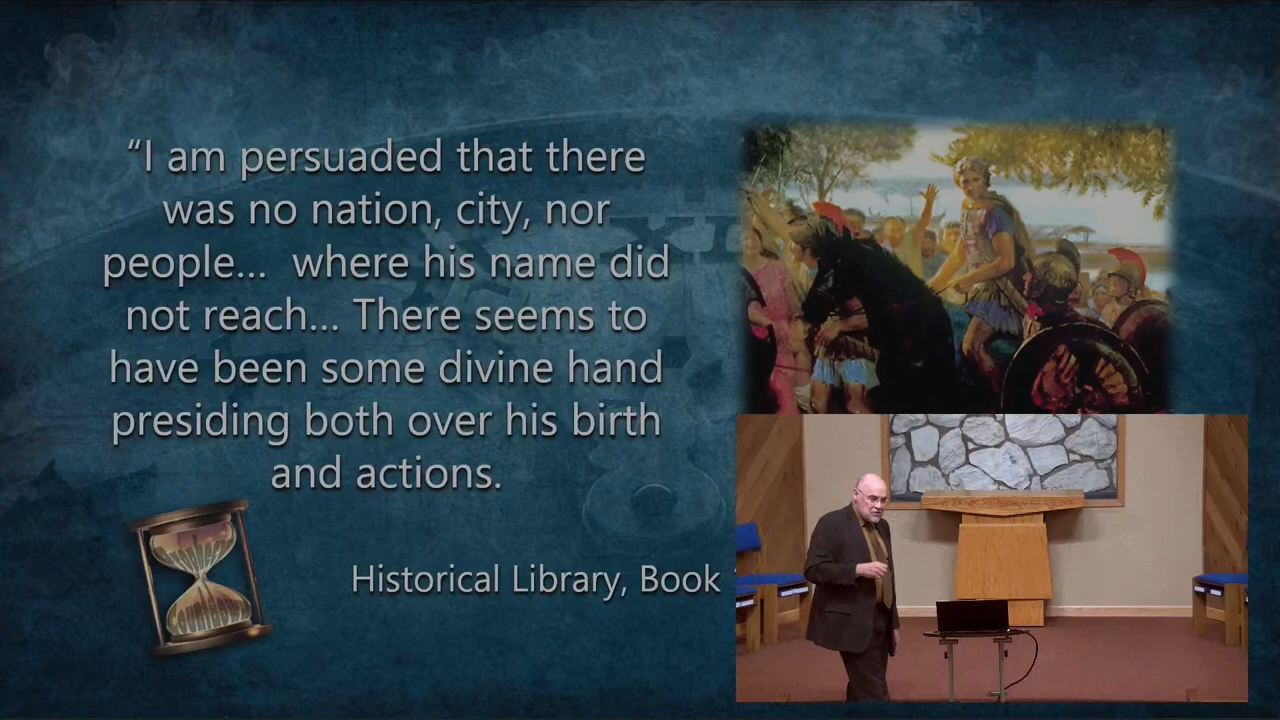 “I am persuaded that there
was no nation, city, nor
people... where his name did
not reach... There seems to
have been some divine hand
presiding both over his birth
and actions.
Historical Library, Book